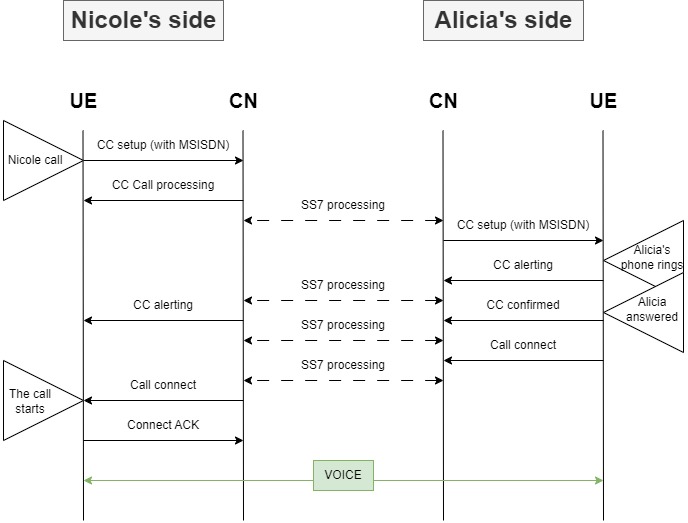 Nicole's side
Alicia's side
UE
CN
CN
UE
Nicole call
CC setup (with MSISDN)
CC Call processing
SS7 processing
CC setup (with MSISDN)
Alicia's
phone rings
CC alerting
SS7 processing
CC alerting
CC confirmed
Alicia
answered
SS7 processing
Call connect
SS7 processing
The call
starts
Call connect
Connect ACK
VOICE